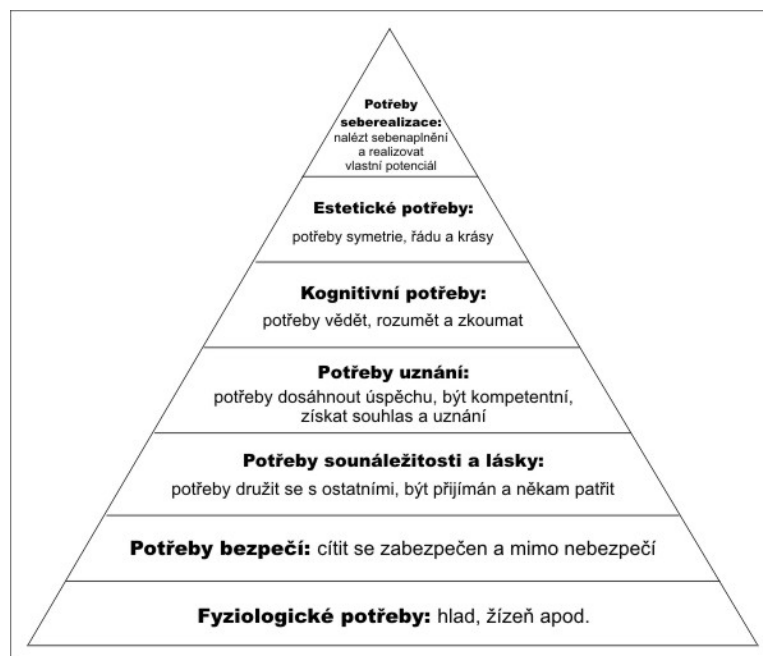 Potřeby
seberealizace:
nalézt sebenaplnění
a realizovat
vlastní potenciál
Estetické potřeby:
potřeby symetrie, řádu a krásy
Kognitivní potřeby:
potřeby vědět, rozumět a zkoumat
Potřeby uznání:
potřeby dosáhnout úspěchu, být kompetentní,
získat souhlas a uznání
Potřeby sounáležitosti a lásky:
potřeby družit se s ostatními, být přijímán a někam patřit
Potřeby bezpečí: cítit se zabezpečen a mimo nebezpečí
Fyziologické potřeby: hlad, žízeň apod.